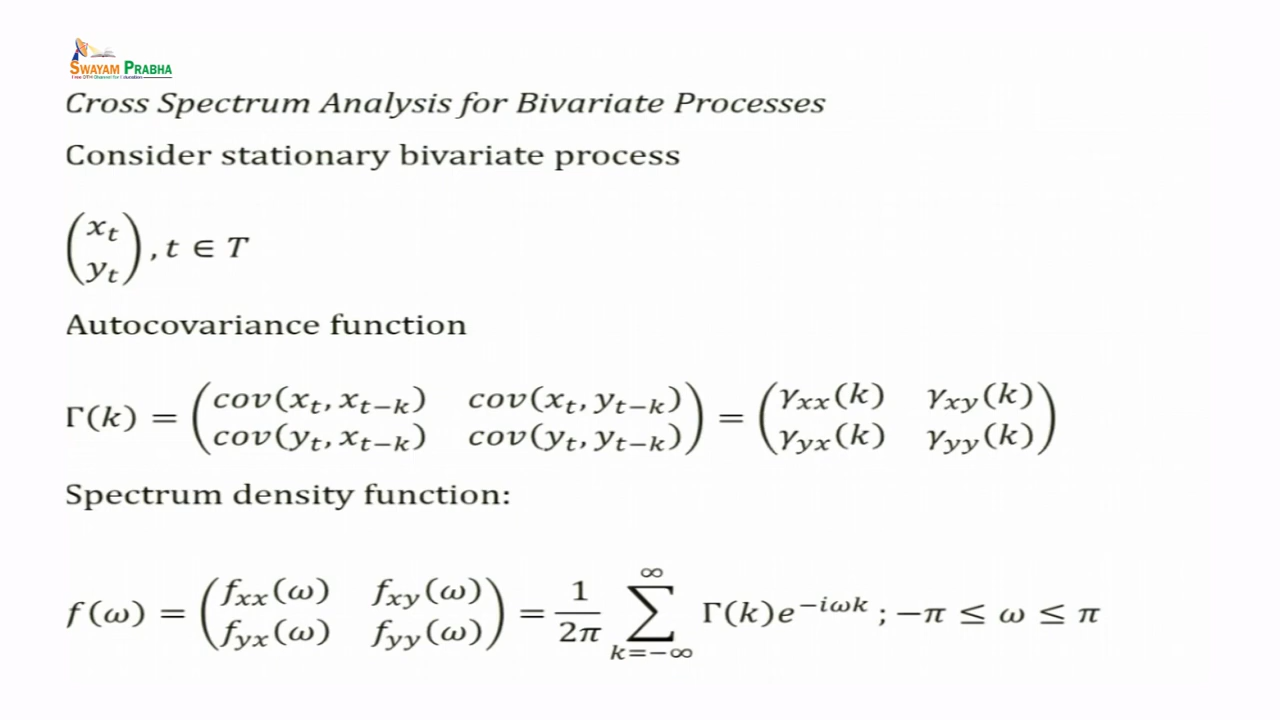 SWAYAM PRABHA
Cross Spectrum Analysis for Bivariate Processes
Consider stationary bivariate process
(x_t y_t), t ∈ T
Autocovariance function
Γ(k) = (cov(x_t, x_{t−k}) cov(x_t, y_{t−k}) cov(y_t, x_{t−k}) cov(y_t, y_{t−k})) = (γ_xx(k) γ_xy(k) γ_yx(k) γ_yy(k))
Spectrum density function:
f(ω) = (f_xx(ω) f_xy(ω) f_yx(ω) f_yy(ω)) = 1/2π ∑_{k=−∞}^{∞} Γ(k)e^{−iωk} ; −π ≤ ω ≤ π